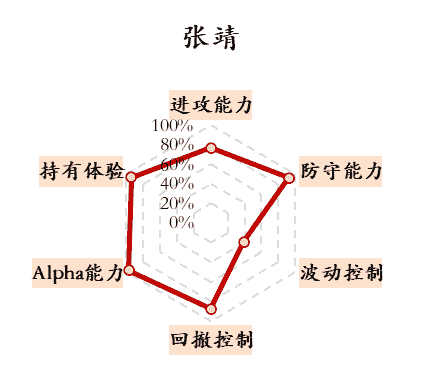 张靖
进攻能力
100%
80%
60%
40%
20%
0%
持有体验
防守能力
Alpha能力
波动控制
回撤控制